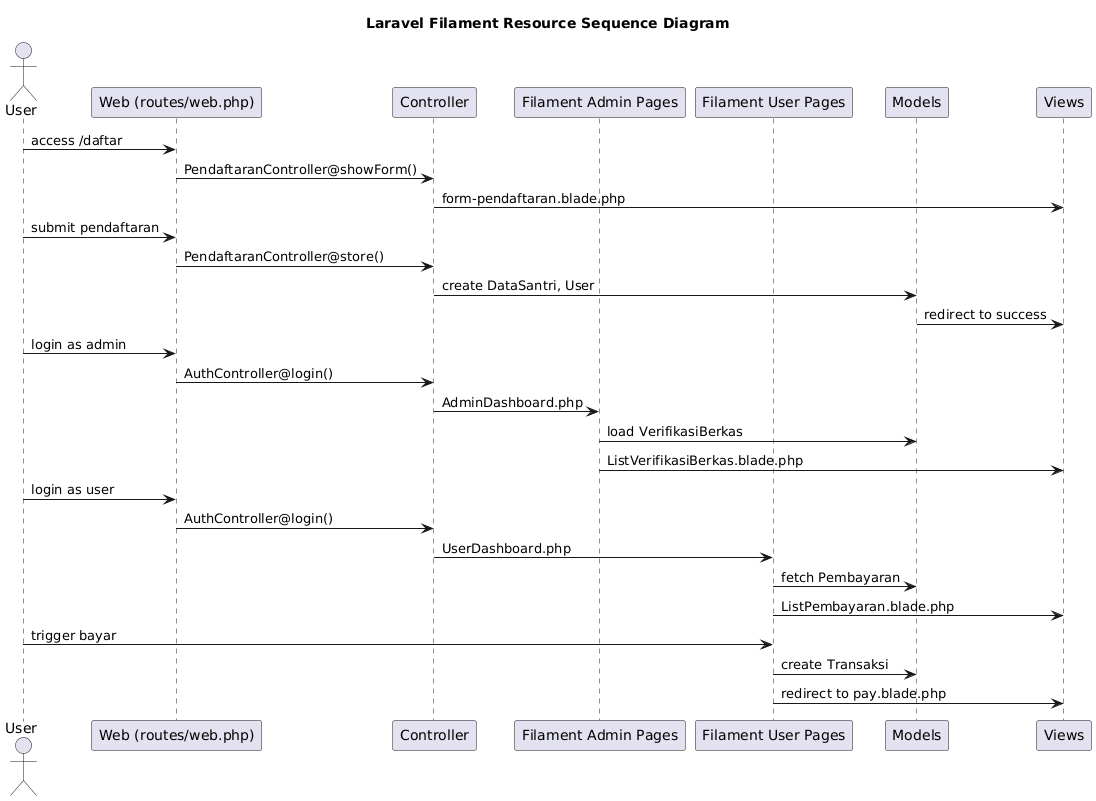 Laravel Filament Resource Sequence Diagram
User
Web (routes/web.php)
Controller
Filament Admin Pages
Filament User Pages
Models
Views
access /daftar
PendaftaranController@showForm()
form-pendaftaran.blade.php
submit pendaftaran
PendaftaranController@store()
create DataSantri, User
redirect to success
login as admin
AuthController@login()
AdminDashboard.php
load VerifikasiBerkas
ListVerifikasiBerkas.blade.php
login as user
AuthController@login()
UserDashboard.php
fetch Pembayaran
ListPembayaran.blade.php
trigger bayar
create Transaksi
redirect to pay.blade.php
User
Web (routes/web.php)
Controller
Filament Admin Pages
Filament User Pages
Models
Views